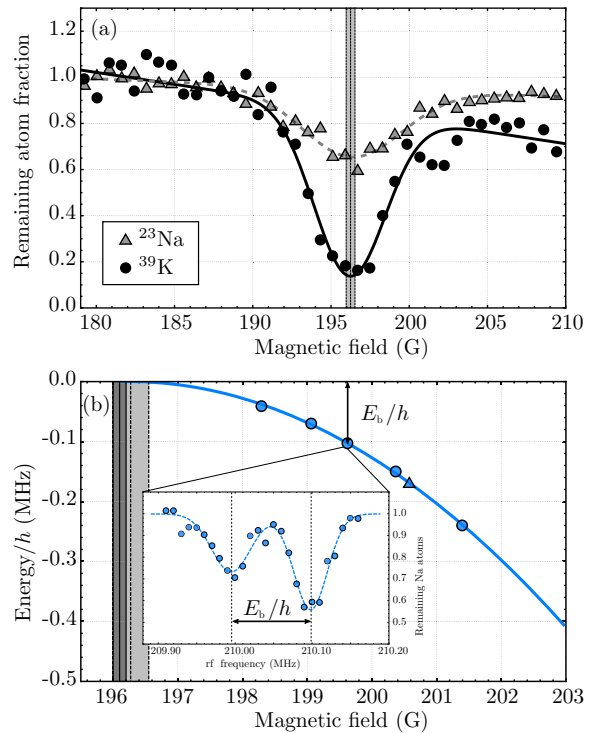 (a)
Remaining atom fraction
1.2
1.0
0.8
0.6
0.4
0.2
0.0
²³Na
³⁹K
180 185 190 195 200 205 210
Magnetic field (G)
(b)
Energy/h (MHz)
0.0
-0.1
-0.2
-0.3
-0.4
-0.5
E_b/h
E_b/h
1.0
0.9
0.8
0.7
0.6
0.5
Remaining Na atoms
209.90 210.00 210.10 210.20
rf frequency (MHz)
196 197 198 199 200 201 202 203
Magnetic field (G)